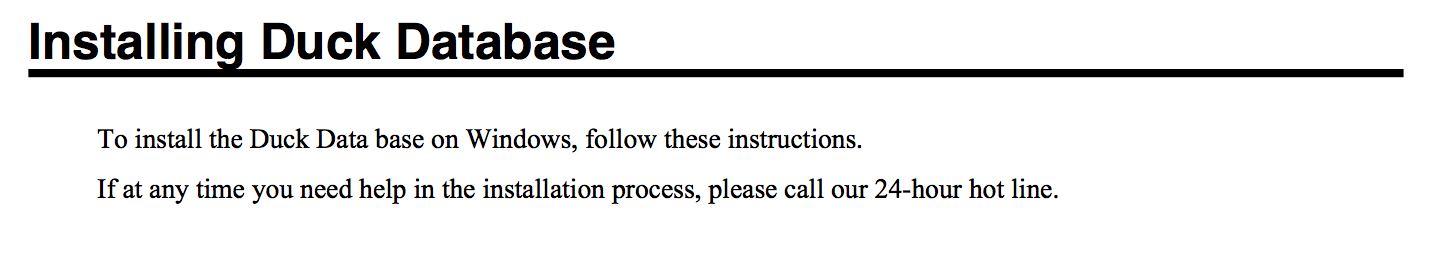 Installing Duck Database
To install the Duck Data base on Windows, follow these instructions.
If at any time you need help in the installation process, please call our 24-hour hot line.